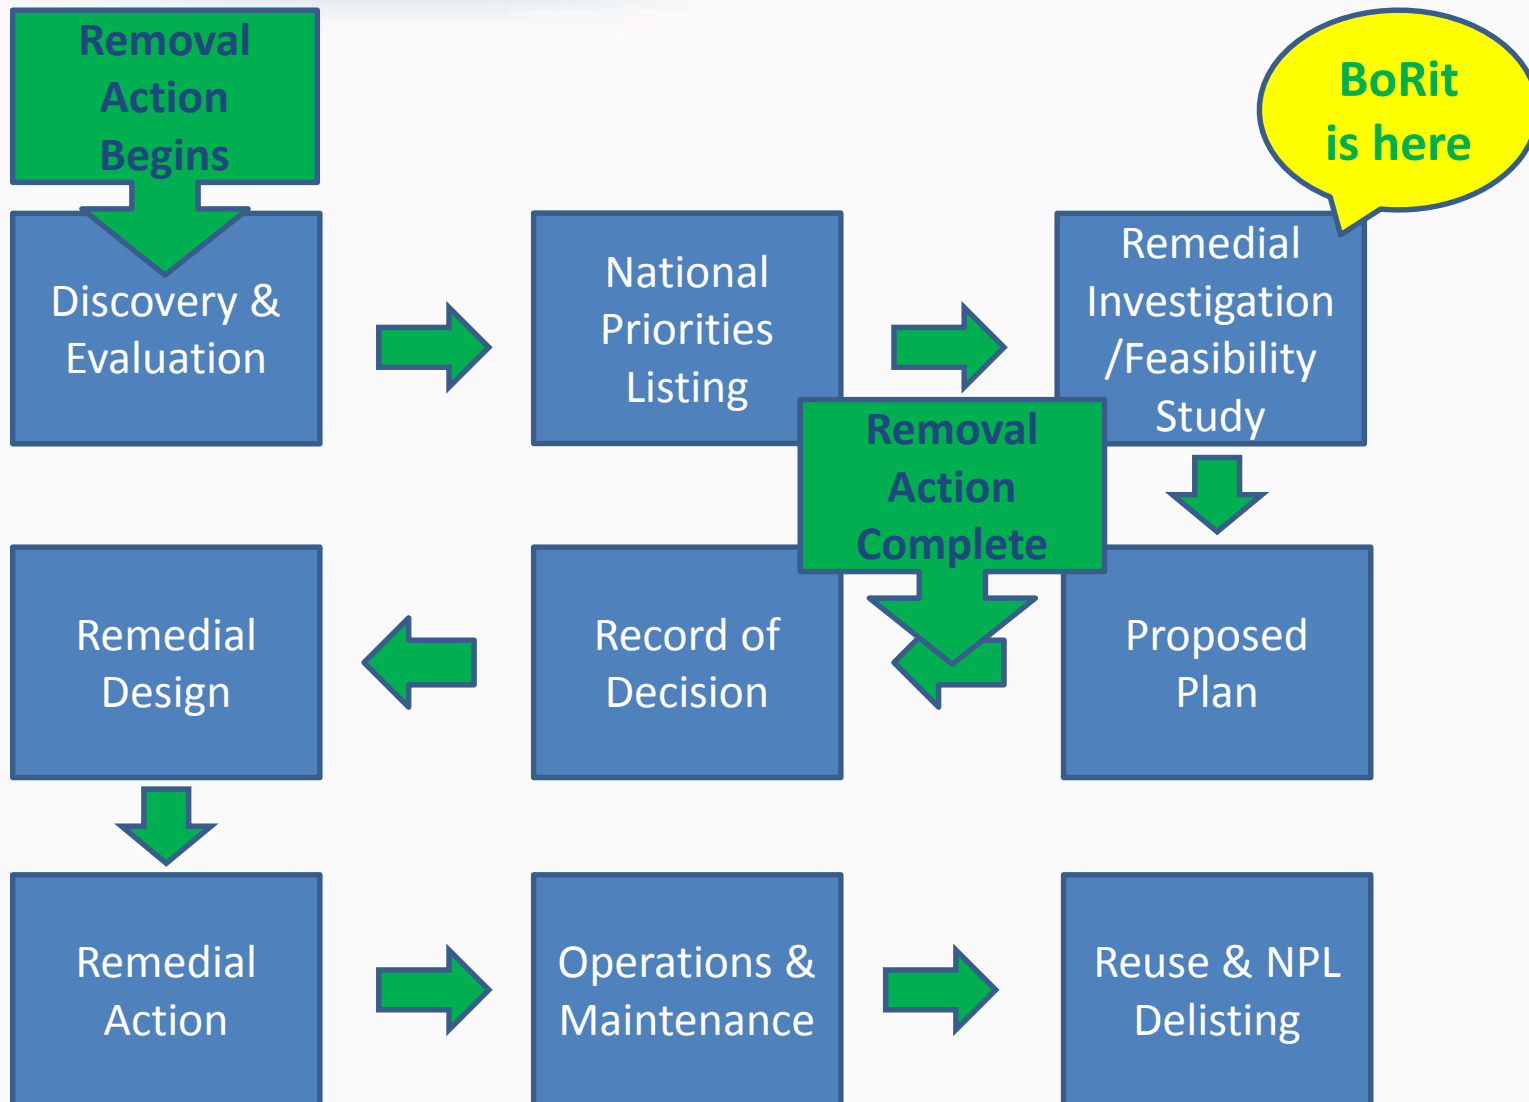 Removal
Action
Begins
BoRit
is here
Discovery &
Evaluation
National
Priorities
Listing
Remedial
Investigation
/Feasibility
Study
Removal
Action
Complete
Proposed
Plan
Record of
Decision
Remedial
Design
Remedial
Action
Operations &
Maintenance
Reuse & NPL
Delisting